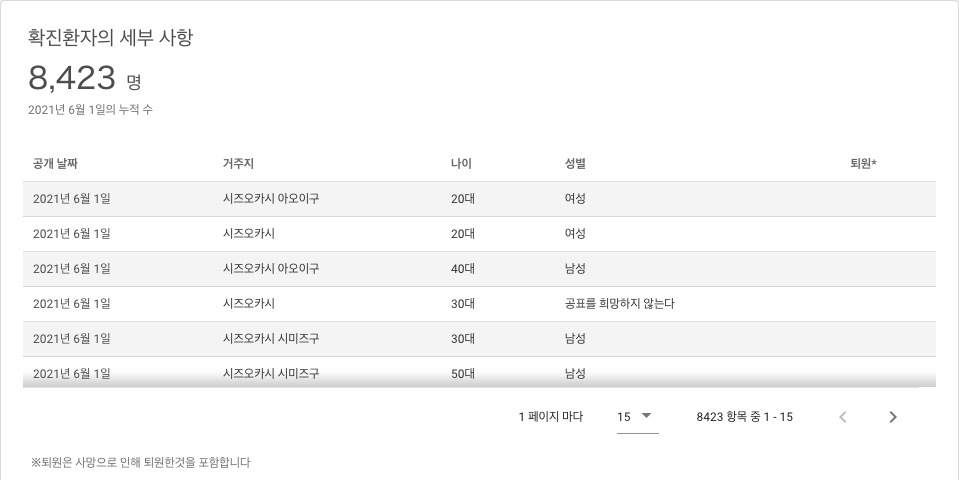 확진환자의 세부 사항
8,423 명
2021년 6월 1일의 누적 수
공개 날짜 거주지 나이 성별 퇴원*
2021년 6월 1일 시즈오카시 아오이구 20대 여성
2021년 6월 1일 시즈오카시 20대 여성
2021년 6월 1일 시즈오카시 아오이구 40대 남성
2021년 6월 1일 시즈오카시 30대 공표를 희망하지 않는다
2021년 6월 1일 시즈오카시 시미즈구 30대 남성
2021년 6월 1일 시즈오카시 시미즈구 50대 남성
1 페이지 마다 15 8423 항목 중 1 - 15
※퇴원은 사망으로 인해 퇴원한것을 포함합니다